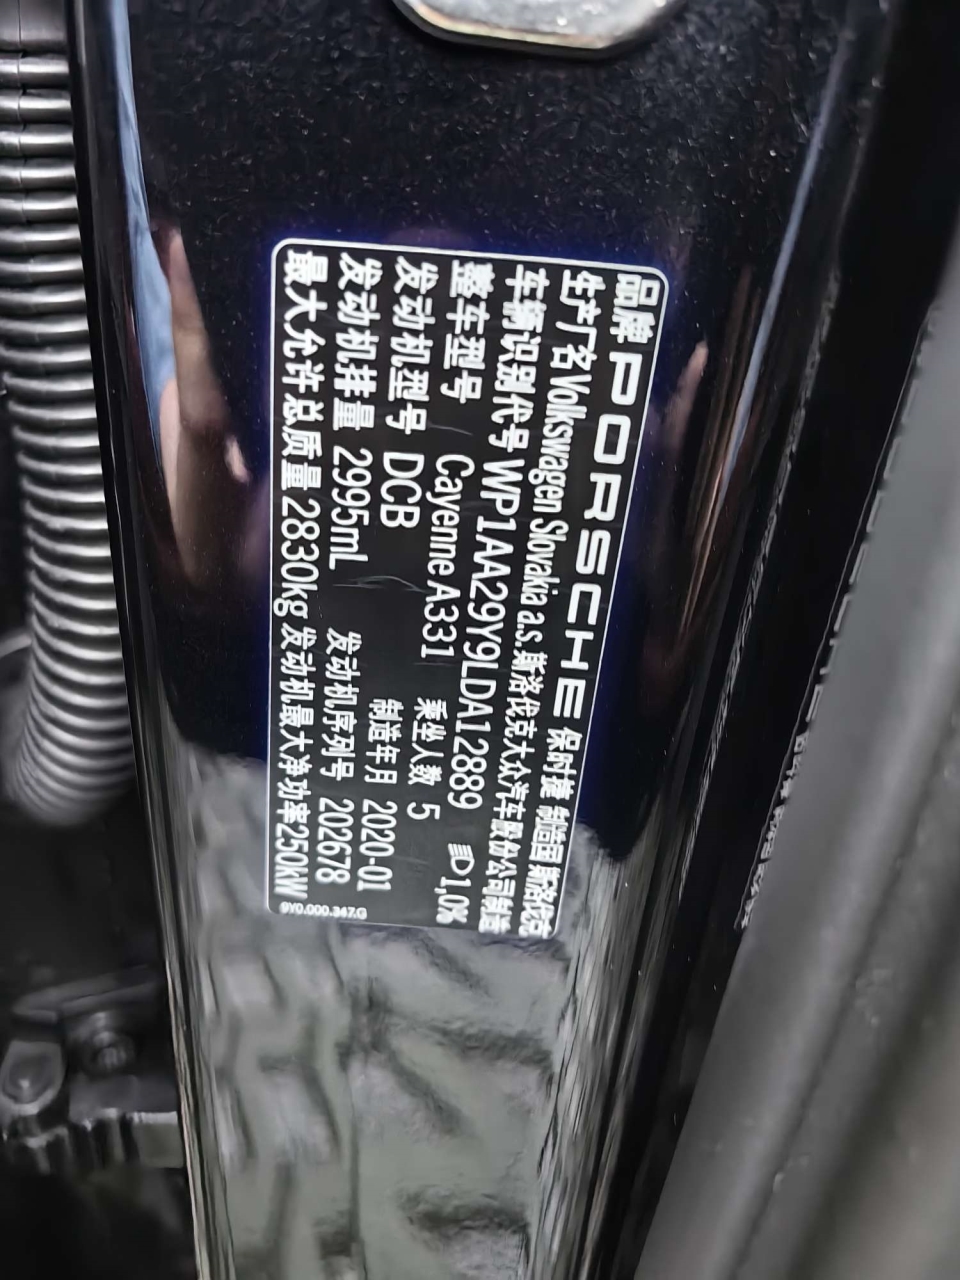 品牌 PORSCHE 保时捷 制造国 斯洛伐克
生产厂名 Volkswagen Slovakia a.s. 斯洛伐克大众汽车股份公司制造
车辆识别代号 WP1AA29Y9LDA12889
整车型号 Cayenne A331 乘坐人数 5 1,0%
发动机型号 DCB 制造年月 2020-01
发动机排量 2995mL 发动机序列号 202678
最大允许总质量 2830kg 发动机最大净功率 250kW
9Y0.000.347.G